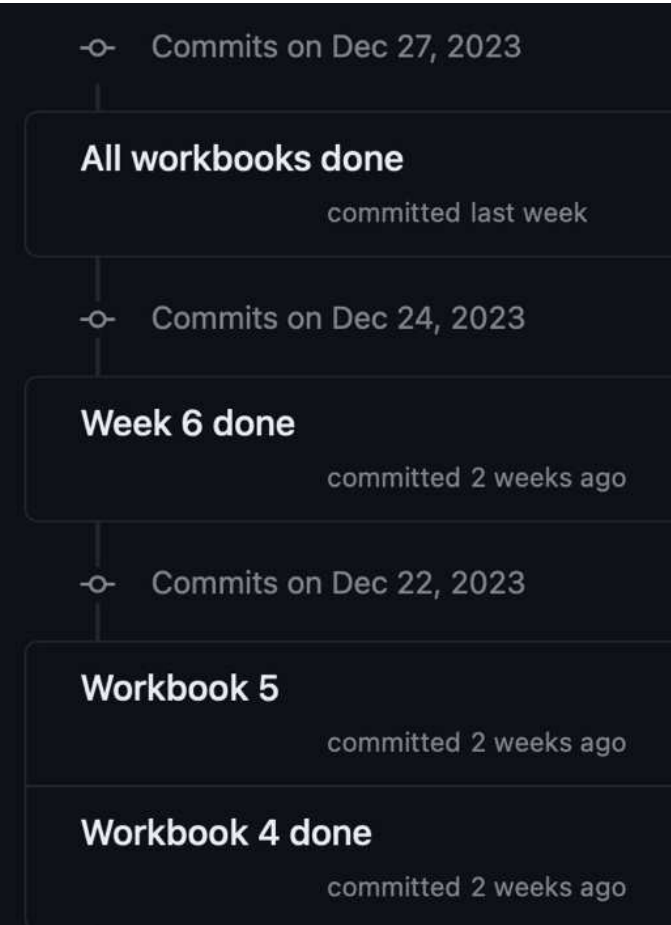 Commits on Dec 27, 2023
All workbooks done
committed last week
Commits on Dec 24, 2023
Week 6 done
committed 2 weeks ago
Commits on Dec 22, 2023
Workbook 5
committed 2 weeks ago
Workbook 4 done
committed 2 weeks ago